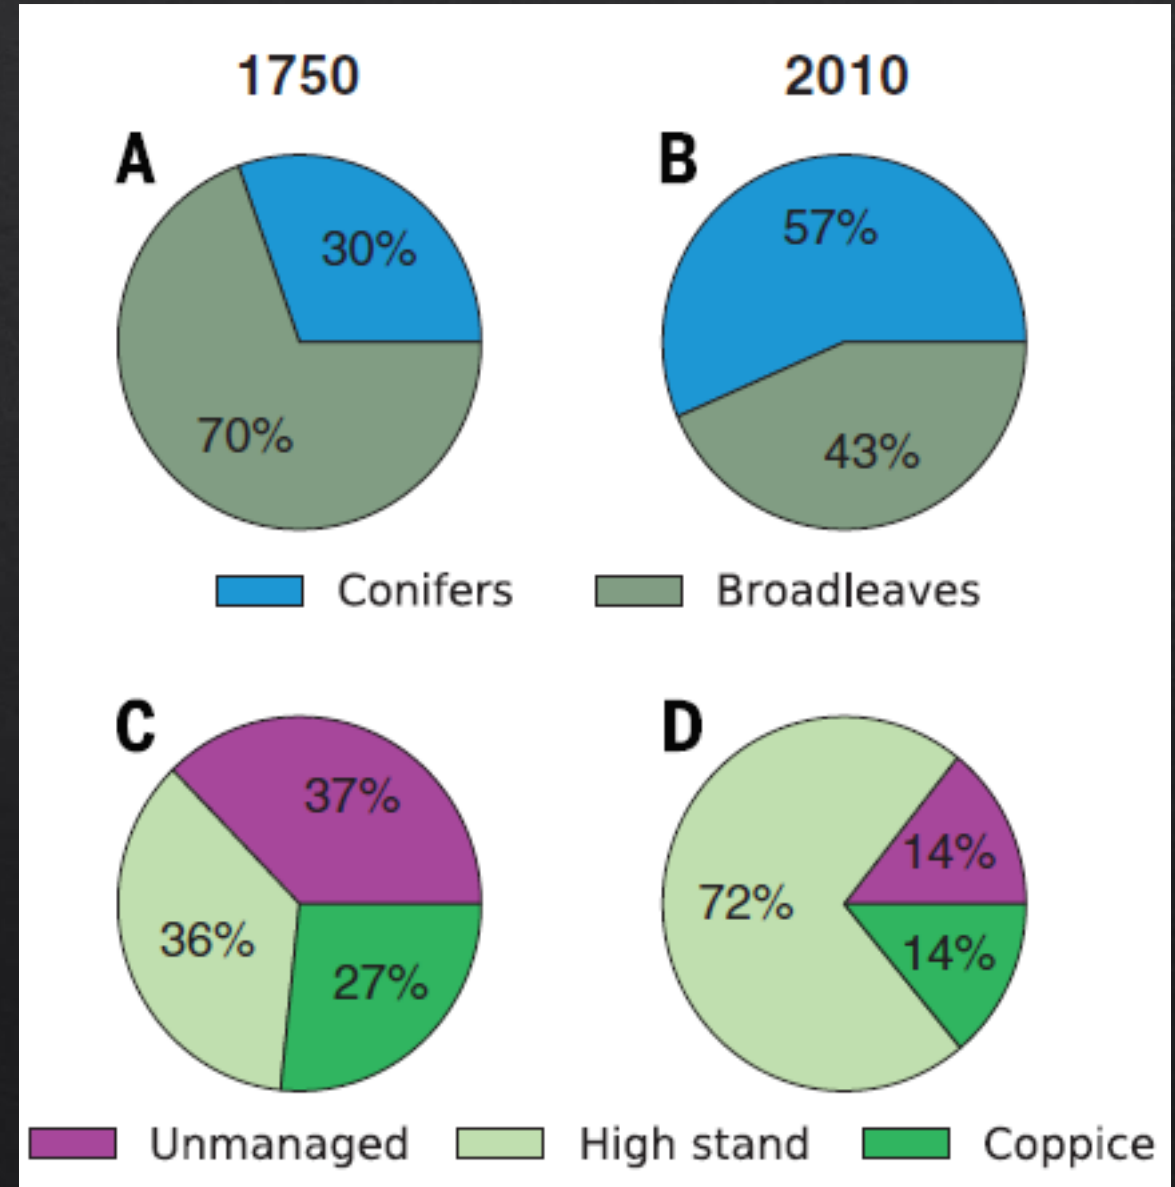 1750 2010
A B
30% 57%
70% 43%
Conifers Broadleaves
C D
37% 14%
36% 72%
27% 14%
Unmanaged High stand Coppice